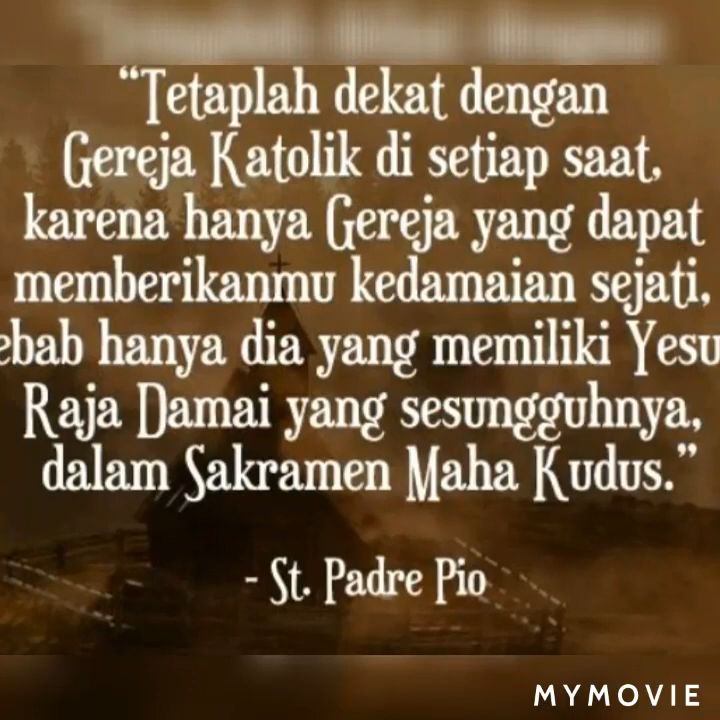 “Tetaplah dekat dengan
Gereja Katolik di setiap saat,
karena hanya Gereja yang dapat
memberikanmu kedamaian sejati,
ebab hanya dia yang memiliki Yesu
Raja Damai yang sesungguhnya,
dalam Sakramen Maha Kudus.”
- St. Padre Pio
MYMOVIE